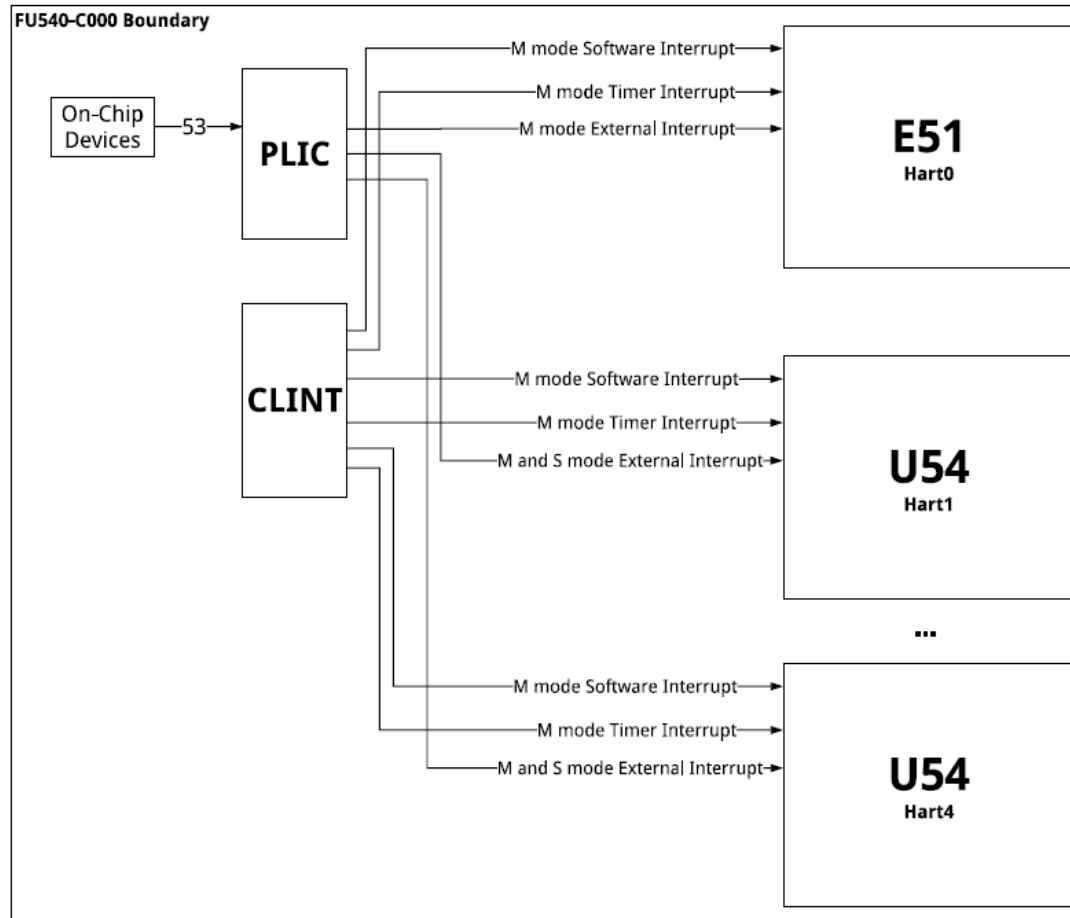 FU540-C000 Boundary
On-Chip
Devices
53
PLIC
CLINT
M mode Software Interrupt
M mode Timer Interrupt
M mode External Interrupt
E51
Hart0
M mode Software Interrupt
M mode Timer Interrupt
M and S mode External Interrupt
U54
Hart1
...
M mode Software Interrupt
M mode Timer Interrupt
M and S mode External Interrupt
U54
Hart4